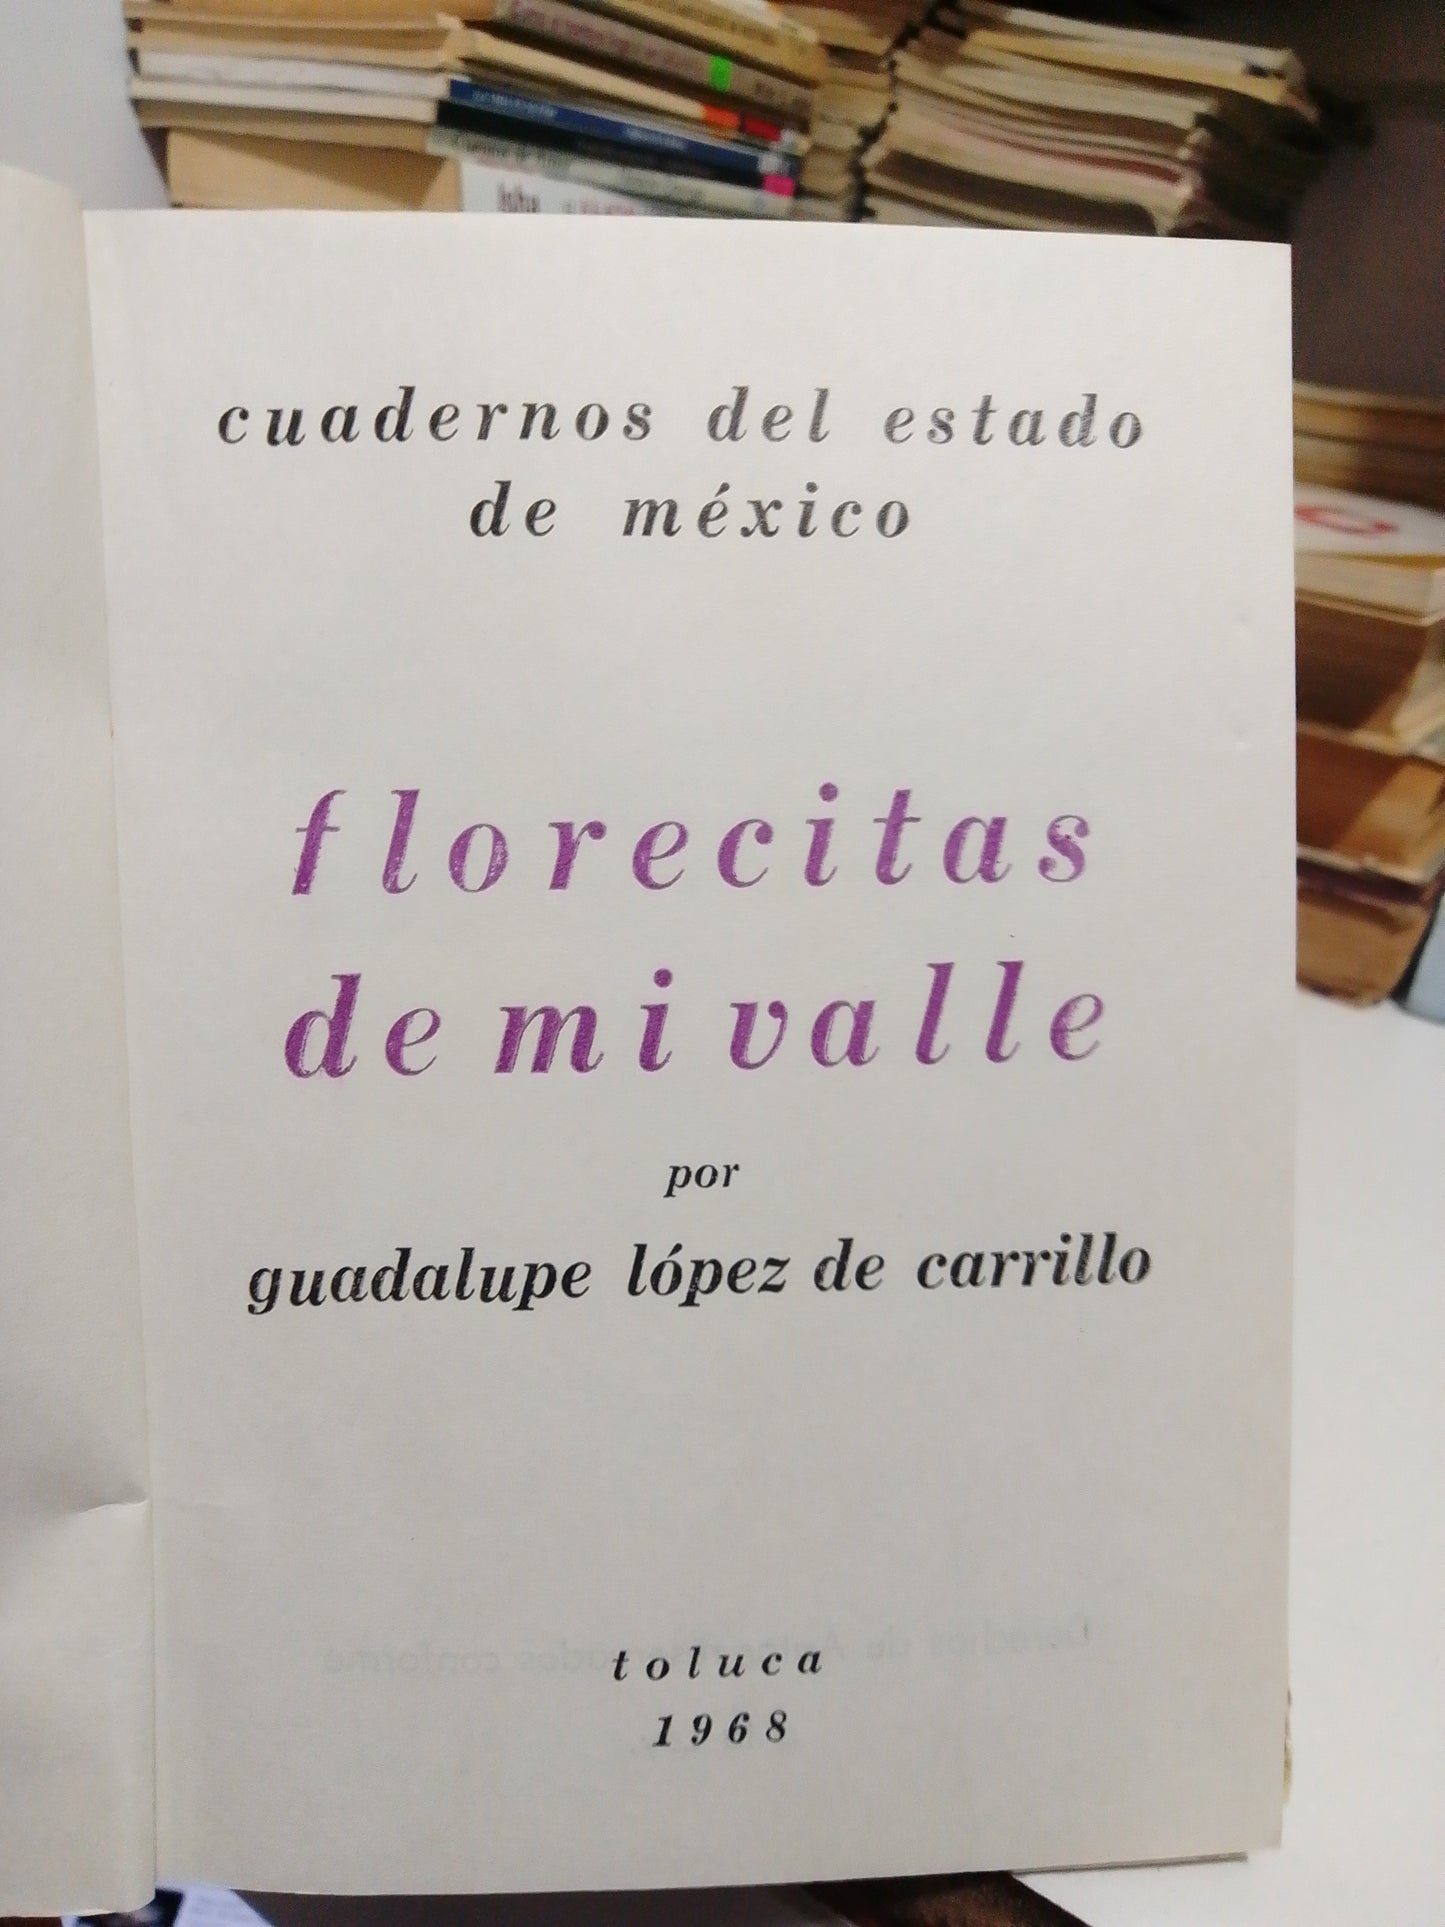 cuadernos del estado
de méxico
florecitas
de mi valle
por
guadalupe lópez de carrillo
toluca
1968